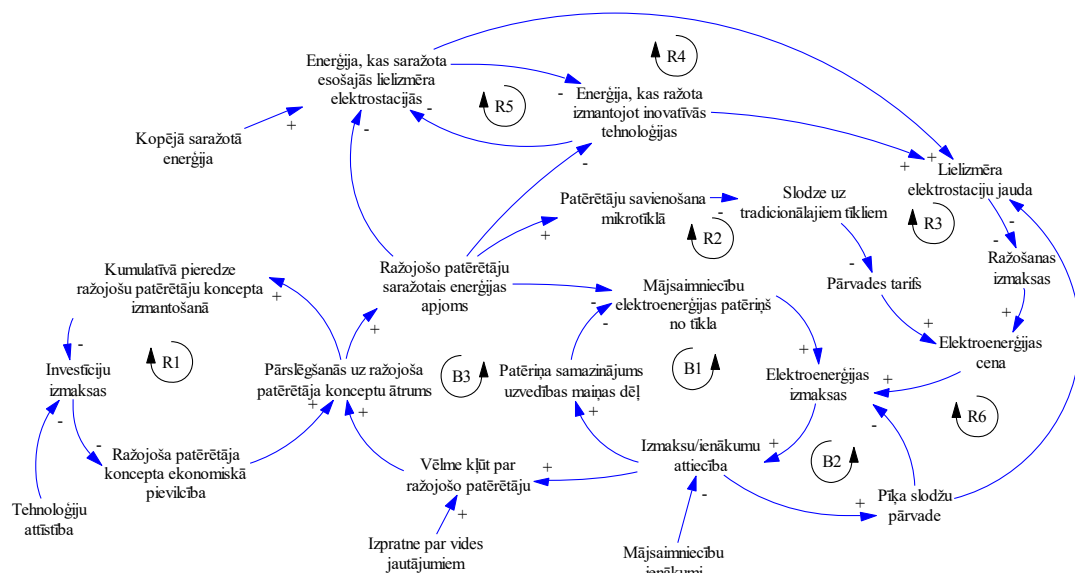 Enerģija, kas saražota
esošajās lielizmēra
elektrostacijās
R4
R5
Enerģija, kas ražota
izmantojot inovatīvās
tehnoloģijas
Kopējā saražotā
enerģija
Lielizmēra
elektrostaciju jauda
Patērētāju savienošana
mikrotīklā
Slodze uz
tradicionālajiem tīkliem
R3
R2
Ražošanas
izmaksas
Kumulatīvā pieredze
ražojošu patērētāju koncepta
izmantošanā
Ražojošo patērētāju
saražotais enerģijas
apjoms
Mājsaimniecību
elektroenerģijas patēriņš
no tīkla
Pārvades tarifs
R1
Investīciju
izmaksas
Pārslēgšanās uz ražojoša
patērētāja konceptu ātrums
B3
Patēriņa samazinājums
uzvedības maiņas dēļ
B1
Elektroenerģijas
izmaksas
Elektroenerģijas
cena
R6
Ražojoša patērētāja
koncepta ekonomiskā
pievilcība
Vēlme kļūt par
ražojošo patērētāju
Izmaksu/ienākumu
attiecība
B2
Pīķa slodžu
pārvade
Tehnoloģiju
attīstība
Izpratne par vides
jautājumiem
Mājsaimniecību
ienākumi